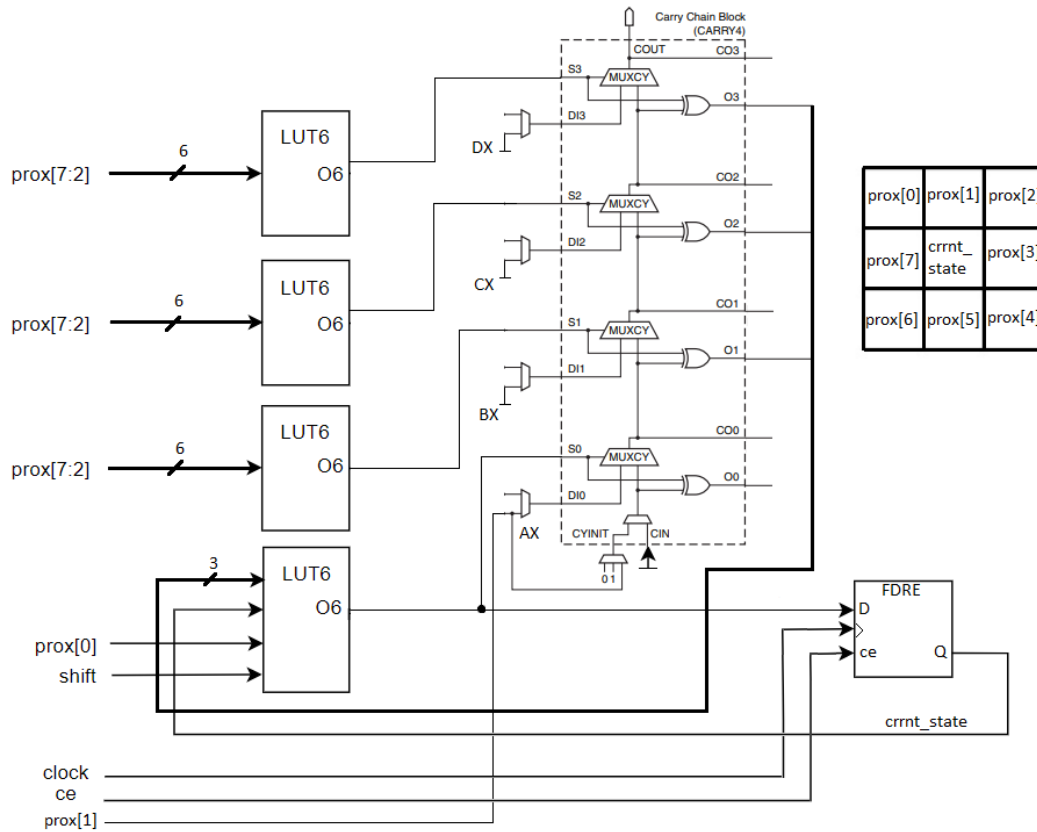 Carry Chain Block
(CARRY4)
COUT
CO3
S3
MUXCY
O3
DI3
DX
LUT6
O6
6
prox[7:2]
CO2
S2
MUXCY
O2
DI2
CX
LUT6
O6
6
prox[7:2]
CO1
S1
MUXCY
O1
DI1
BX
LUT6
O6
6
prox[7:2]
CO0
S0
MUXCY
O0
DI0
AX
CYINIT
CIN
0 1
3
LUT6
O6
prox[0]
shift
FDRE
D
ce
Q
crrnt_state
clock
ce
prox[1]
prox[0] prox[1] prox[2]
prox[7] crrnt_ prox[3]
state
prox[6] prox[5] prox[4]